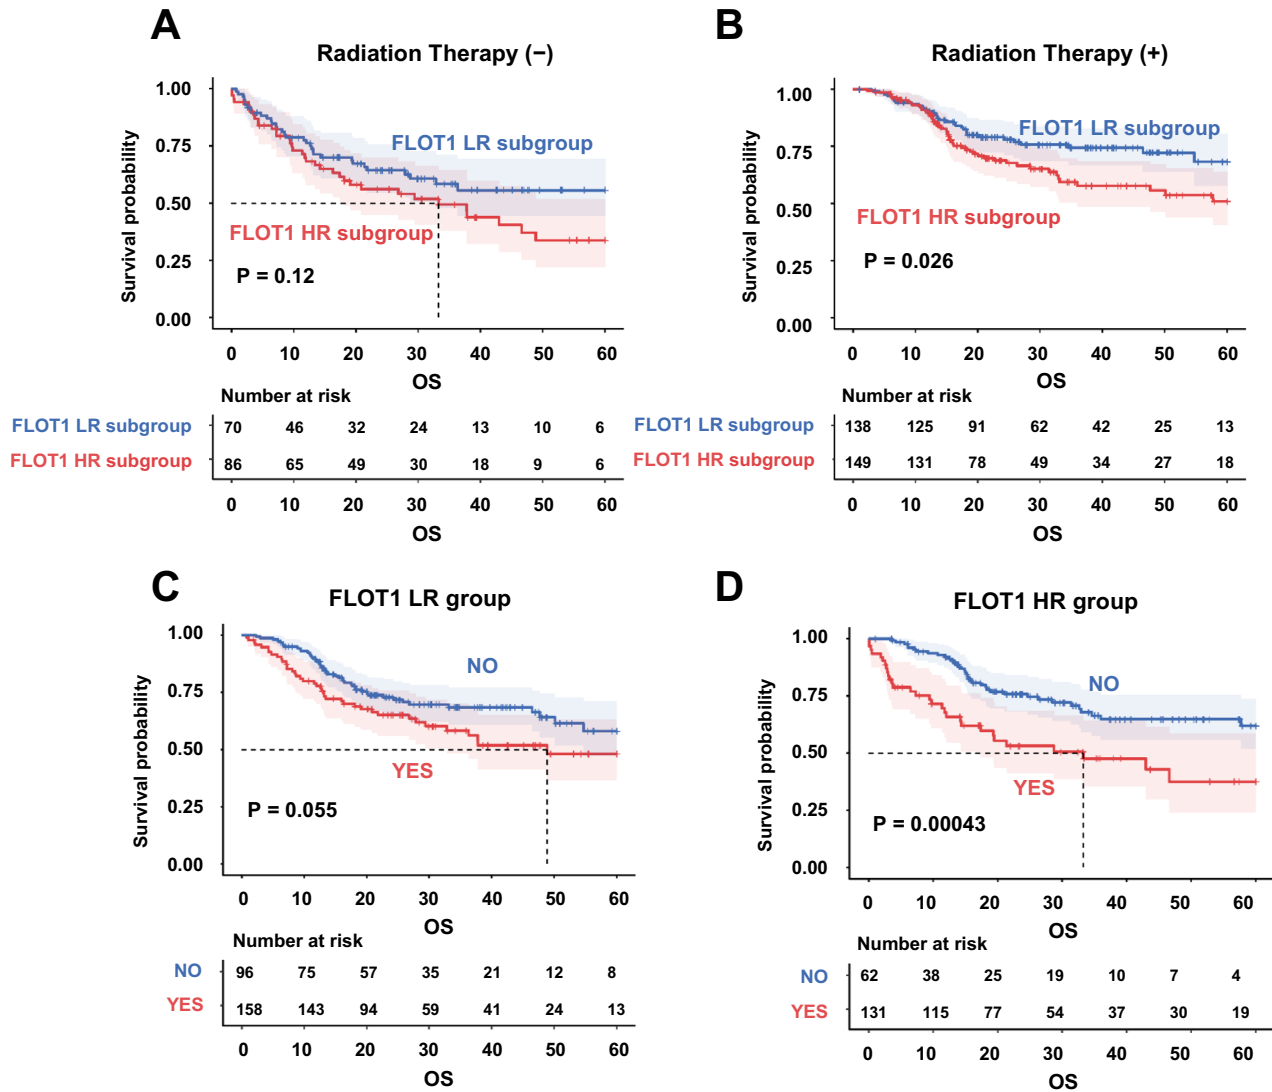 A
Radiation Therapy (−)
Survival probability
1.00
0.75
0.50
0.25
0.00
FLOT1 LR subgroup
FLOT1 HR subgroup
P = 0.12
0 10 20 30 40 50 60
OS
Number at risk
FLOT1 LR subgroup 70 46 32 24 13 10 6
FLOT1 HR subgroup 86 65 49 30 18 9 6
0 10 20 30 40 50 60
OS
B
Radiation Therapy (+)
Survival probability
1.00
0.75
0.50
0.25
0.00
FLOT1 LR subgroup
FLOT1 HR subgroup
P = 0.026
0 10 20 30 40 50 60
OS
Number at risk
FLOT1 LR subgroup 138 125 91 62 42 25 13
FLOT1 HR subgroup 149 131 78 49 34 27 18
0 10 20 30 40 50 60
OS
C
FLOT1 LR group
Survival probability
1.00
0.75
0.50
0.25
0.00
NO
YES
P = 0.055
0 10 20 30 40 50 60
OS
Number at risk
NO 96 75 57 35 21 12 8
YES 158 143 94 59 41 24 13
0 10 20 30 40 50 60
OS
D
FLOT1 HR group
Survival probability
1.00
0.75
0.50
0.25
0.00
NO
YES
P = 0.00043
0 10 20 30 40 50 60
OS
Number at risk
NO 62 38 25 19 10 7 4
YES 131 115 77 54 37 30 19
0 10 20 30 40 50 60
OS